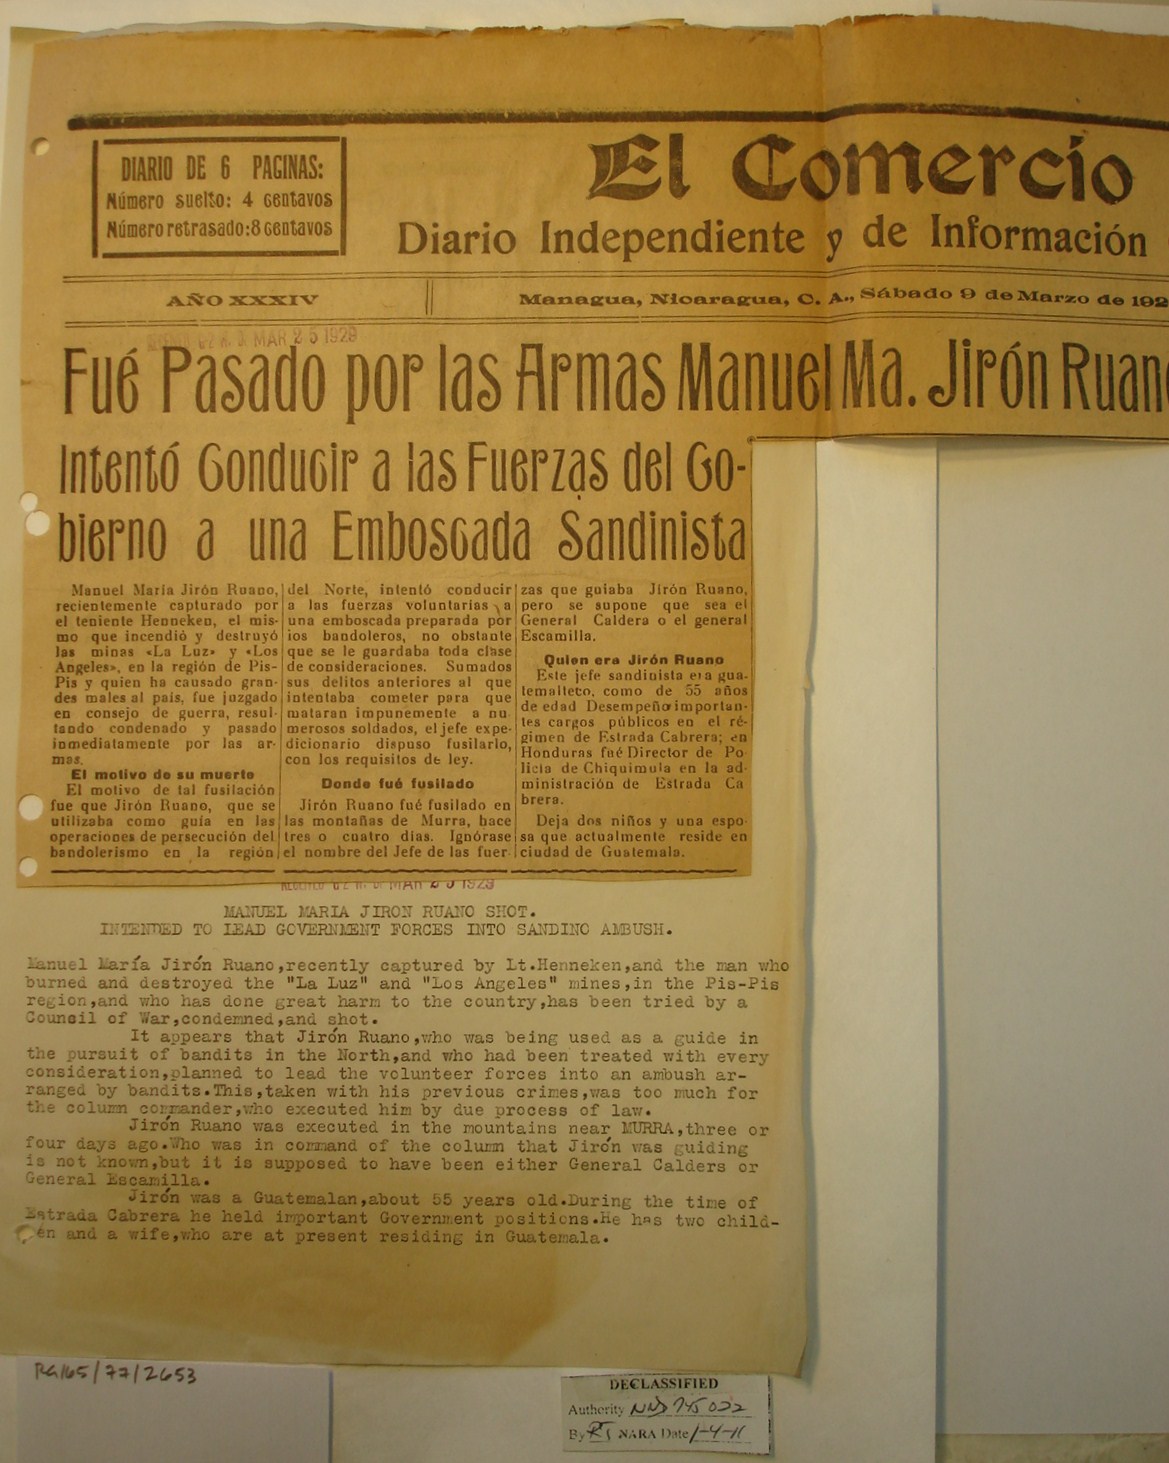 DIARIO DE 6 PAGINAS:
Número suelto: 4 centavos
Número retrasado: 8 centavos
El Comercio
Diario Independiente y de Información
AÑO XXXIV
Managua, Nicaragua, C. A., Sábado 9 de Marzo de 192
MAR 25 1929
Fué Pasado por las Armas Manuel Ma. Jirón Ruano
Intentó Conducir a las Fuerzas del Go-
bierno a una Emboscada Sandinista
Manuel María Jirón Ruano,
recientemente capturado por
el teniente Henneken, el mis-
mo que incendió y destruyó
las minas «La Luz» y «Los
Angeles», en la región de Pis-
Pis y quien ha causado gran-
des males al país, fue juzgado
en consejo de guerra, resul-
tando condenado y pasado
inmediatamente por las ar-
mas.
El motivo de su muerte
El motivo de tal fusilación
fue que Jirón Ruano, que se
utilizaba como guía en las
operaciones de persecución del
bandolerismo en la región
del Norte, intentó conducir
a las fuerzas voluntarias a
una emboscada preparada por
los bandoleros, no obstante
que se le guardaba toda clase
de consideraciones. Sumados
sus delitos anteriores al que
intentaba cometer para que
mataran impunemente a nu-
merosos soldados, el jefe expe-
dicionario dispuso fusilarlo,
con los requisitos de ley.
Donde fué fusilado
Jirón Ruano fué fusilado en
las montañas de Murra, hace
tres o cuatro días. Ignórase
el nombre del Jefe de las fuer-
zas que guiaba Jirón Ruano,
pero se supone que sea el
General Caldera o el general
Escamilla.
Quien era Jirón Ruano
Este jefe sandinista era gua-
temalteco, como de 55 años
de edad Desempeño importan-
tes cargos públicos en el ré-
gimen de Estrada Cabrera; en
Honduras fué Director de Po-
licía de Chiquimula en la ad-
ministración de Estrada Ca
brera.
Deja dos niños y una espo-
sa que actualmente reside en
ciudad de Guatemala.
MAR 25 1929
MANUEL MARIA JIRON RUANO SHOT.
INTENDED TO LEAD GOVERNMENT FORCES INTO SANDINO AMBUSH.
Manuel María Jirón Ruano,recently captured by Lt.Henneken,and the man who
burned and destroyed the "La Luz" and "Los Angeles" mines,in the Pis-Pis
region,and who has done great harm to the country,has been tried by a
Council of War,condemned,and shot.
It appears that Jirón Ruano,who was being used as a guide in
the pursuit of bandits in the North,and who had been treated with every
consideration,planned to lead the volunteer forces into an ambush ar-
ranged by bandits.This,taken with his previous crimes,was too much for
the column commander,who executed him by due process of law.
Jirón Ruano was executed in the mountains near MURRA,three or
four days ago.Who was in command of the column that Jirón was guiding
is not known,but it is supposed to have been either General Calders or
General Escamilla.
Jirón was a Guatemalan,about 55 years old.During the time of
Estrada Cabrera he held important Government positions.He has two child-
én and a wife,who are at present residing in Guatemala.
RG165/77/2653
DECLASSIFIED
Authority NND 745022
By RS NARA Date 1-4-11